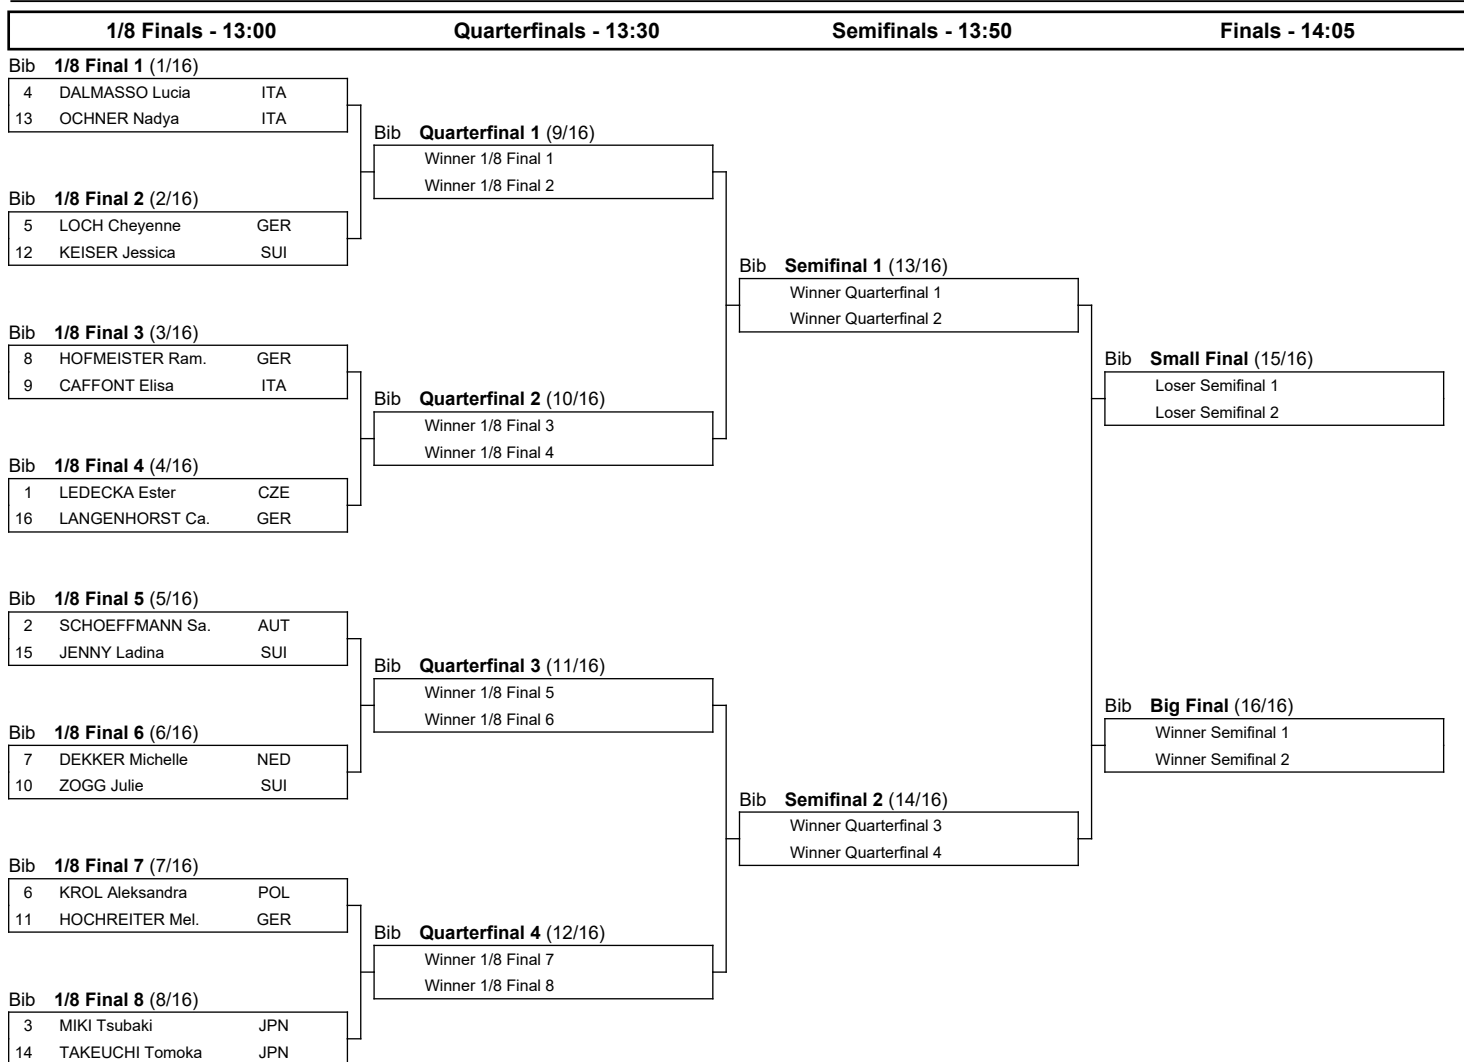 1/8 Finals - 13:00 Quarterfinals - 13:30 Semifinals - 13:50 Finals - 14:05
Bib 1/8 Final 1 (1/16)
4 DALMASSO Lucia ITA
13 OCHNER Nadya ITA
Bib Quarterfinal 1 (9/16)
Winner 1/8 Final 1
Winner 1/8 Final 2
Bib 1/8 Final 2 (2/16)
5 LOCH Cheyenne GER
12 KEISER Jessica SUI
Bib Semifinal 1 (13/16)
Winner Quarterfinal 1
Winner Quarterfinal 2
Bib 1/8 Final 3 (3/16)
8 HOFMEISTER Ram. GER
9 CAFFONT Elisa ITA
Bib Small Final (15/16)
Loser Semifinal 1
Loser Semifinal 2
Bib Quarterfinal 2 (10/16)
Winner 1/8 Final 3
Winner 1/8 Final 4
Bib 1/8 Final 4 (4/16)
1 LEDECKA Ester CZE
16 LANGENHORST Ca. GER
Bib 1/8 Final 5 (5/16)
2 SCHOEFFMANN Sa. AUT
15 JENNY Ladina SUI
Bib Quarterfinal 3 (11/16)
Winner 1/8 Final 5
Winner 1/8 Final 6
Bib Big Final (16/16)
Winner Semifinal 1
Winner Semifinal 2
Bib 1/8 Final 6 (6/16)
7 DEKKER Michelle NED
10 ZOGG Julie SUI
Bib Semifinal 2 (14/16)
Winner Quarterfinal 3
Winner Quarterfinal 4
Bib 1/8 Final 7 (7/16)
6 KROL Aleksandra POL
11 HOCHREITER Mel. GER
Bib Quarterfinal 4 (12/16)
Winner 1/8 Final 7
Winner 1/8 Final 8
Bib 1/8 Final 8 (8/16)
3 MIKI Tsubaki JPN
14 TAKEUCHI Tomoka JPN